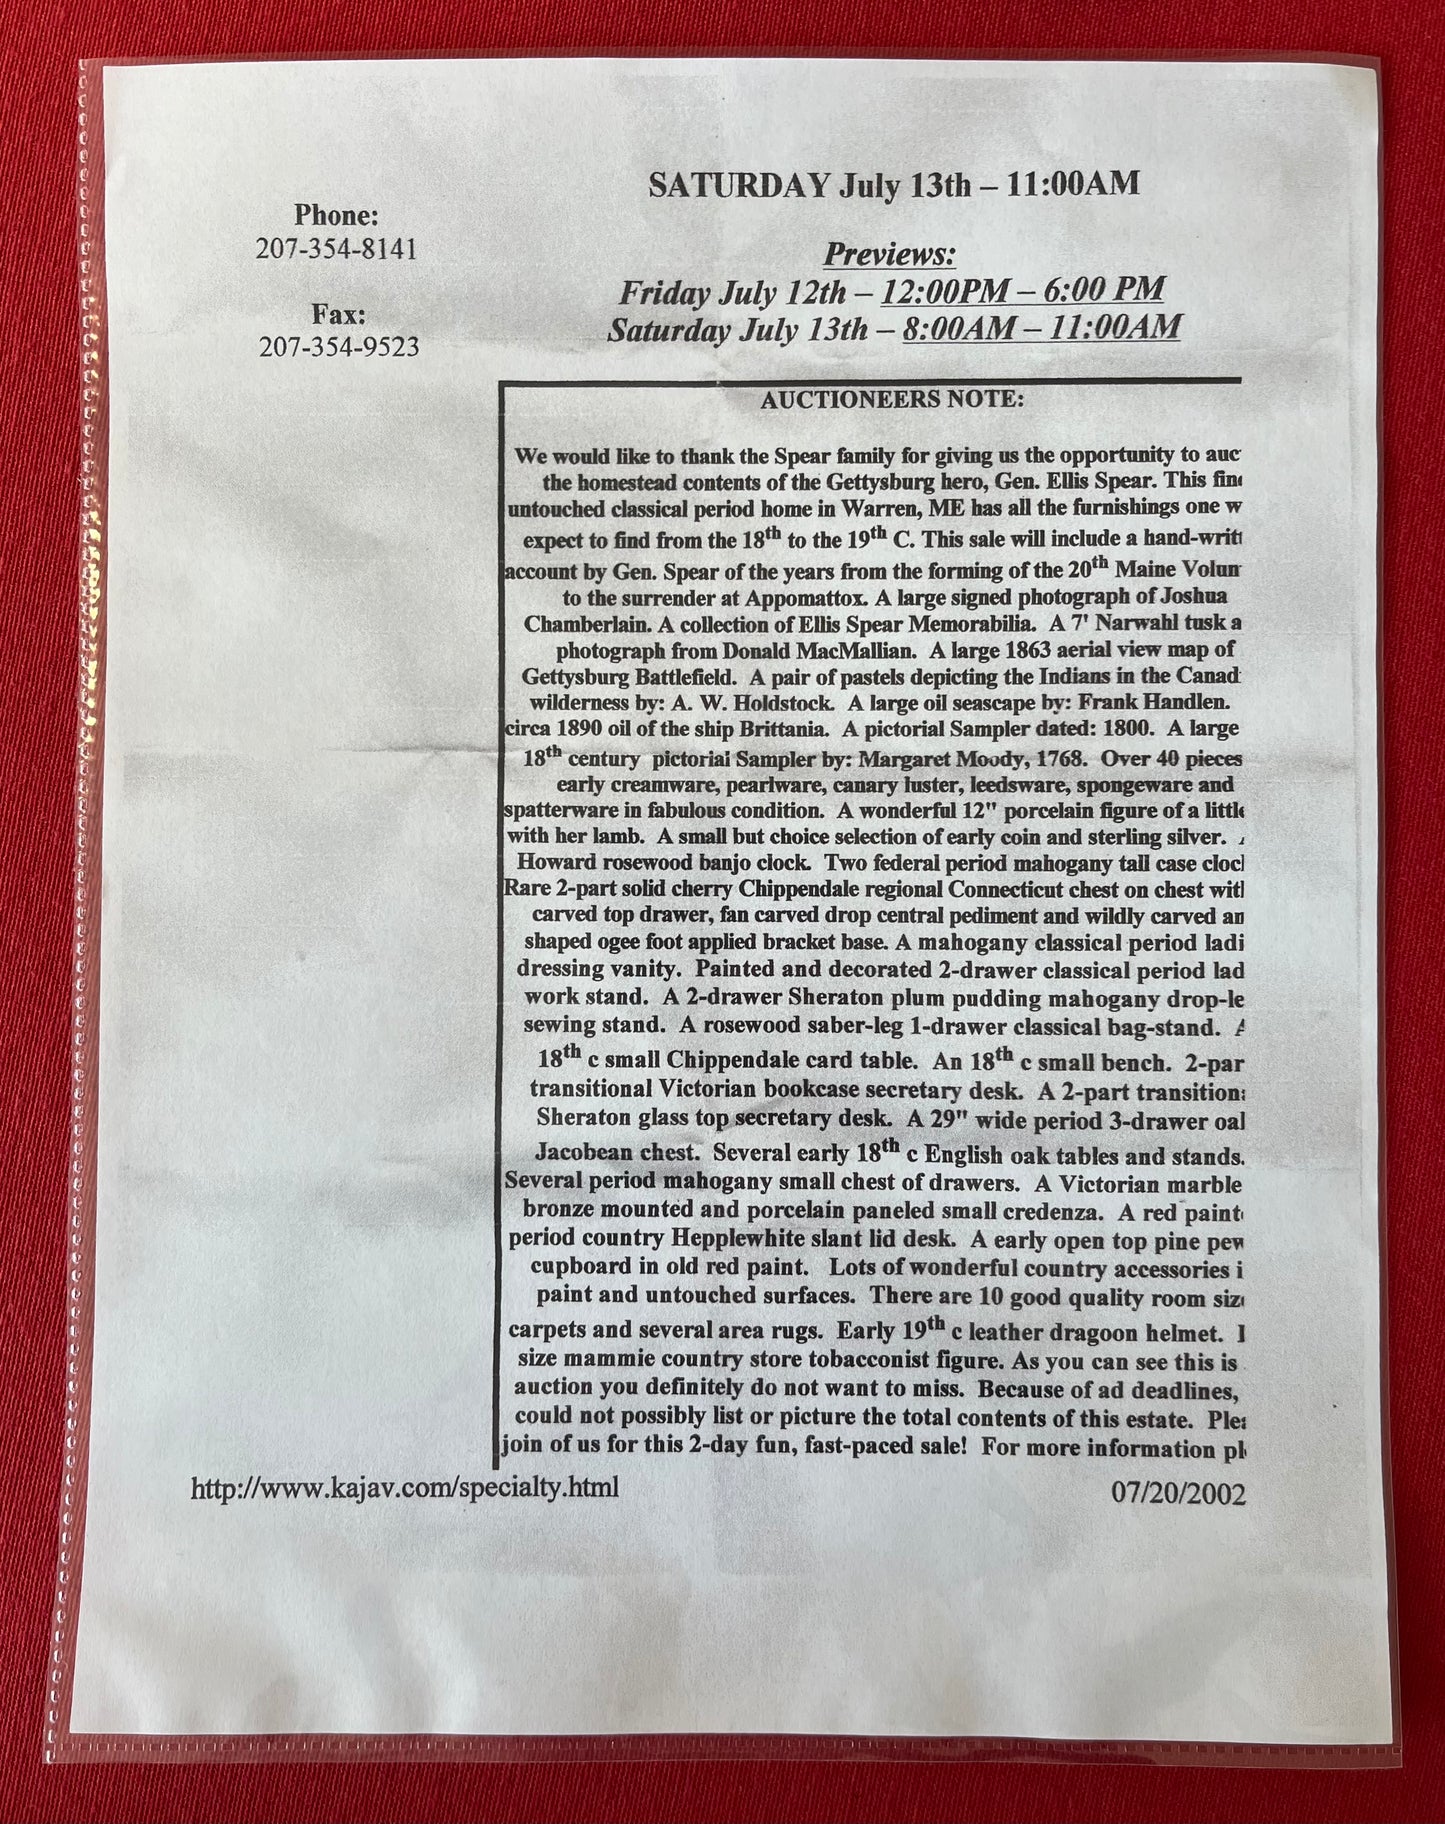 SATURDAY July 13th – 11:00AM
Phone:
207-354-8141
Fax:
207-354-9523
Previews:
Friday July 12th – 12:00PM – 6:00 PM
Saturday July 13th – 8:00AM – 11:00AM
AUCTIONEERS NOTE:
We would like to thank the Spear family for giving us the opportunity to auc
the homestead contents of the Gettysburg hero, Gen. Ellis Spear. This fin
untouched classical period home in Warren, ME has all the furnishings one w
expect to find from the 18th to the 19th C. This sale will include a hand-writ
account by Gen. Spear of the years from the forming of the 20th Maine Volun
to the surrender at Appomattox. A large signed photograph of Joshua
Chamberlain. A collection of Ellis Spear Memorabilia. A 7' Narwahl tusk a
photograph from Donald MacMallian. A large 1863 aerial view map of
Gettysburg Battlefield. A pair of pastels depicting the Indians in the Canad
wilderness by: A. W. Holdstock. A large oil seascape by: Frank Handlen.
circa 1890 oil of the ship Brittania. A pictorial Sampler dated: 1800. A large
18th century pictorial Sampler by: Margaret Moody, 1768. Over 40 pieces
early creamware, pearlware, canary luster, leedsware, spongeware and
spatterware in fabulous condition. A wonderful 12" porcelain figure of a little
with her lamb. A small but choice selection of early coin and sterling silver.
Howard rosewood banjo clock. Two federal period mahogany tall case cloc
Rare 2-part solid cherry Chippendale regional Connecticut chest on chest with
carved top drawer, fan carved drop central pediment and wildly carved an
shaped ogee foot applied bracket base. A mahogany classical period ladi
dressing vanity. Painted and decorated 2-drawer classical period lad
work stand. A 2-drawer Sheraton plum pudding mahogany drop-le
sewing stand. A rosewood saber-leg 1-drawer classical bag-stand. A
18th c small Chippendale card table. An 18th c small bench. 2-par
transitional Victorian bookcase secretary desk. A 2-part transition
Sheraton glass top secretary desk. A 29" wide period 3-drawer oa
Jacobean chest. Several early 18th c English oak tables and stands.
Several period mahogany small chest of drawers. A Victorian marble
bronze mounted and porcelain paneled small credenza. A red paint
period country Hepplewhite slant lid desk. A early open top pine pew
cupboard in old red paint. Lots of wonderful country accessories i
paint and untouched surfaces. There are 10 good quality room siz
carpets and several area rugs. Early 19th c leather dragoon helmet.
size mammie country store tobacconist figure. As you can see this is
auction you definitely do not want to miss. Because of ad deadlines,
could not possibly list or picture the total contents of this estate. Plea
join of us for this 2-day fun, fast-paced sale! For more information pl
http://www.kajav.com/specialty.html
07/20/2002